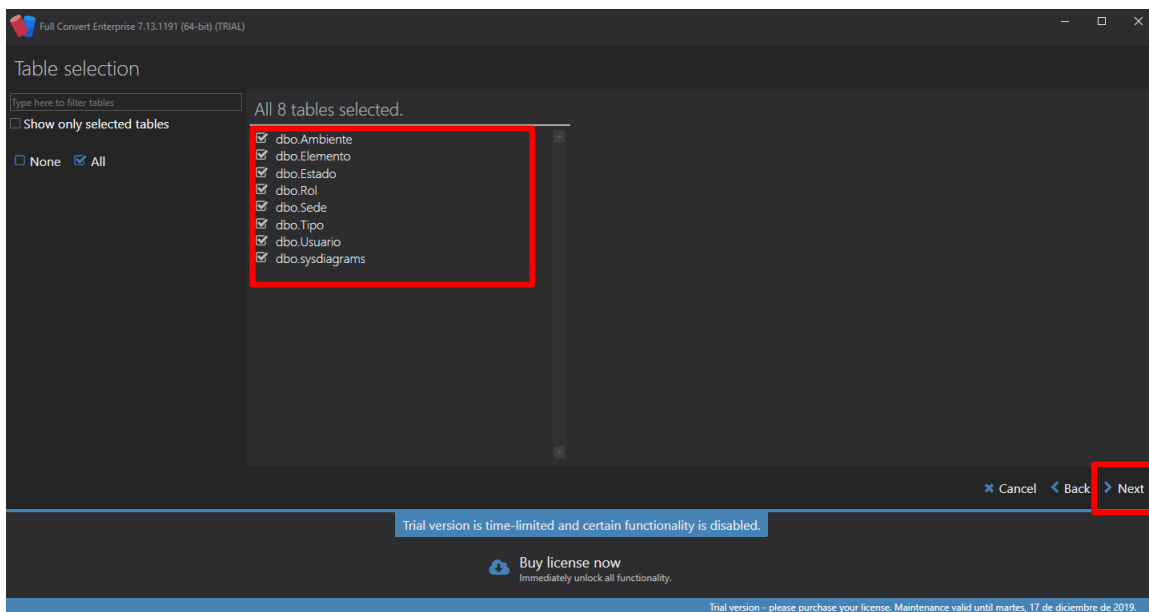 Full Convert Enterprise 7.13.1191 (64-bit) (TRIAL)
Table selection
Type here to filter tables
Show only selected tables
None All
All 8 tables selected.
dbo.Ambiente
dbo.Elemento
dbo.Estado
dbo.Rol
dbo.Sede
dbo.Tipo
dbo.Usuario
dbo.sysdiagrams
Cancel Back Next
Trial version is time-limited and certain functionality is disabled.
Buy license now
Immediately unlock all functionality.
Trial version - please purchase your license. Maintenance valid until martes, 17 de diciembre de 2019.